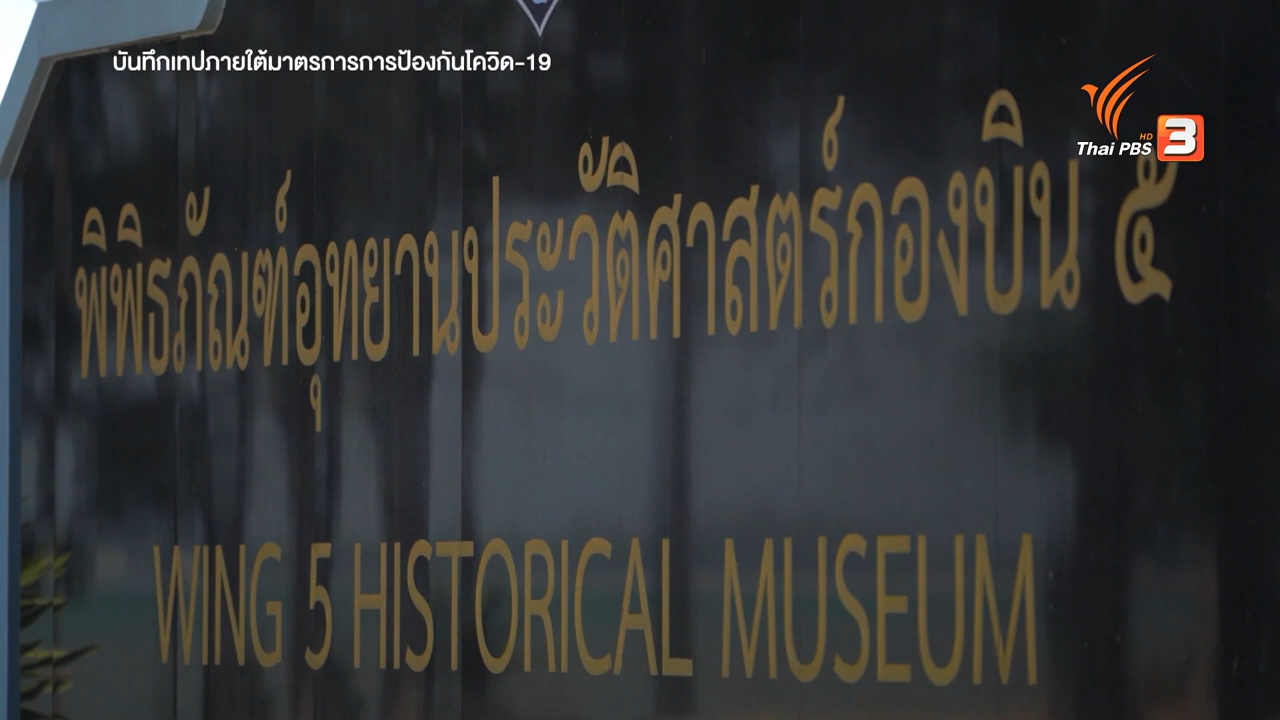 บันทึกเทปภายใต้มาตรการการป้องกันโควิด-19
HD
Thai PBS 3
พิพิธภัณฑ์อุทยานประวัติศาสตร์กองบิน ๕
WING 5 HISTORICAL MUSEUM